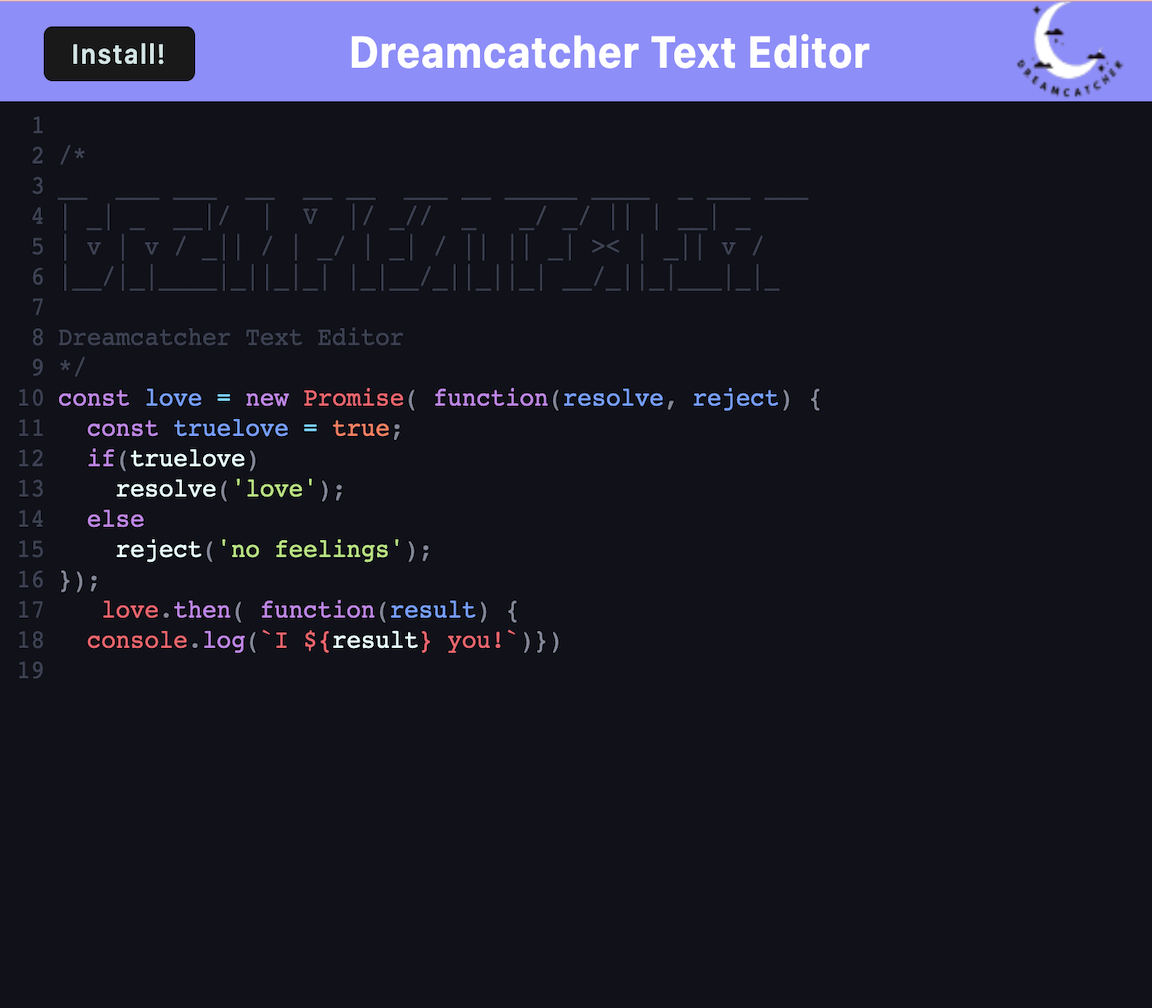 Install!
Dreamcatcher Text Editor
DREAMCATCHER
1
2 /*
3 __  ____ ___  __  __ __  ___ __ _____ ____  _ ___ ___
4 | _| _  __|/  |  V  |/ _//  _   _/ _/ || | __| _
5 | v | v / _|| / | _/ | _| / || || _| >< | _|| v /
6 |__/|_|____|_||_|_| |_|__/_||_||_| __/_||_|___|_|_
7
8 Dreamcatcher Text Editor
9 */
10 const love = new Promise( function(resolve, reject) {
11   const truelove = true;
12   if(truelove)
13     resolve('love');
14   else
15     reject('no feelings');
16 });
17    love.then( function(result) {
18   console.log(`I ${result} you!`)})
19